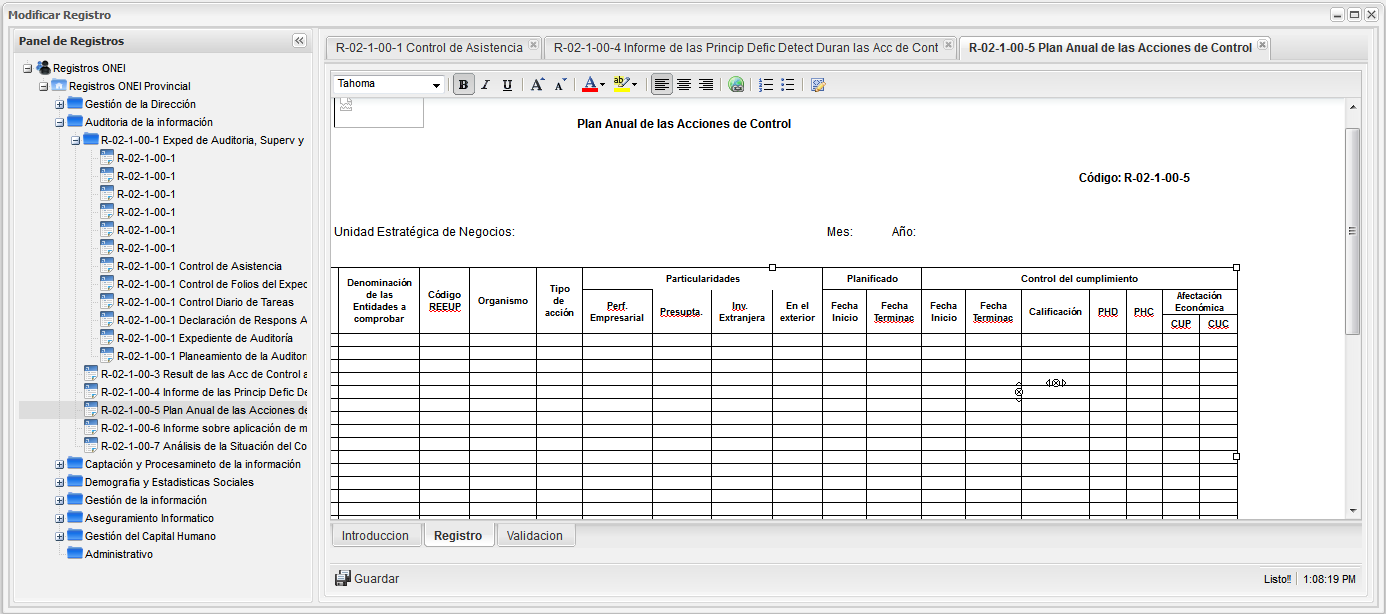 Modificar Registro
Panel de Registros
Registros ONEI
Registros ONEI Provincial
Gestión de la Dirección
Auditoria de la información
R-02-1-00-1 Exped de Auditoria, Superv y
R-02-1-00-1
R-02-1-00-1
R-02-1-00-1
R-02-1-00-1
R-02-1-00-1
R-02-1-00-1
R-02-1-00-1 Control de Asistencia
R-02-1-00-1 Control de Folios del Exped
R-02-1-00-1 Control Diario de Tareas
R-02-1-00-1 Declaración de Respons A
R-02-1-00-1 Expediente de Auditoría
R-02-1-00-1 Planeamiento de la Auditor
R-02-1-00-3 Result de las Acc de Control a
R-02-1-00-4 Informe de las Princip Defic De
R-02-1-00-5 Plan Anual de las Acciones de
R-02-1-00-6 Informe sobre aplicación de m
R-02-1-00-7 Análisis de la Situación del Co
Captación y Procesamineto de la información
Demografia y Estadisticas Sociales
Gestión de la información
Aseguramiento Informatico
Gestión del Capital Humano
Administrativo
R-02-1-00-1 Control de Asistencia
R-02-1-00-4 Informe de las Princip Defic Detect Duran las Acc de Cont
R-02-1-00-5 Plan Anual de las Acciones de Control
Tahoma
B I U A A A ab
Plan Anual de las Acciones de Control
Código: R-02-1-00-5
Unidad Estratégica de Negocios: Mes: Año:
Denominación
de las
Entidades a
comprobar
Código
REEUP
Organismo
Tipo
de
acción
Particularidades
Perf.
Empresarial
Presupta.
Inv.
Extranjera
En el
exterior
Planificado
Fecha
Inicio
Fecha
Terminac
Control del cumplimiento
Fecha
Inicio
Fecha
Terminac
Calificación
PHD
PHC
Afectación
Económica
CUP
CUC
Introduccion
Registro
Validacion
Guardar
Listo!!
1:08:19 PM